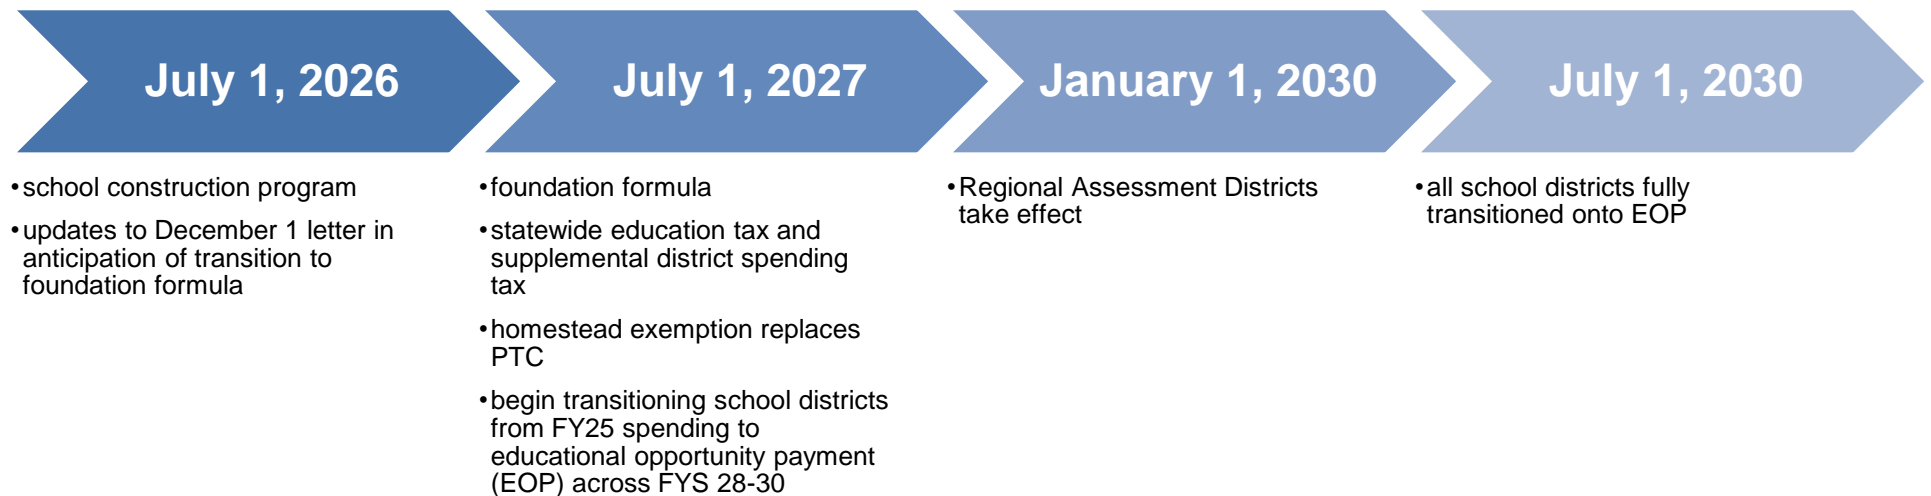 July 1, 2026
•school construction program
•updates to December 1 letter in
anticipation of transition to
foundation formula
July 1, 2027
•foundation formula
•statewide education tax and
supplemental district spending
tax
•homestead exemption replaces
PTC
•begin transitioning school districts
from FY25 spending to
educational opportunity payment
(EOP) across FYS 28-30
January 1, 2030
•Regional Assessment Districts
take effect
July 1, 2030
•all school districts fully
transitioned onto EOP